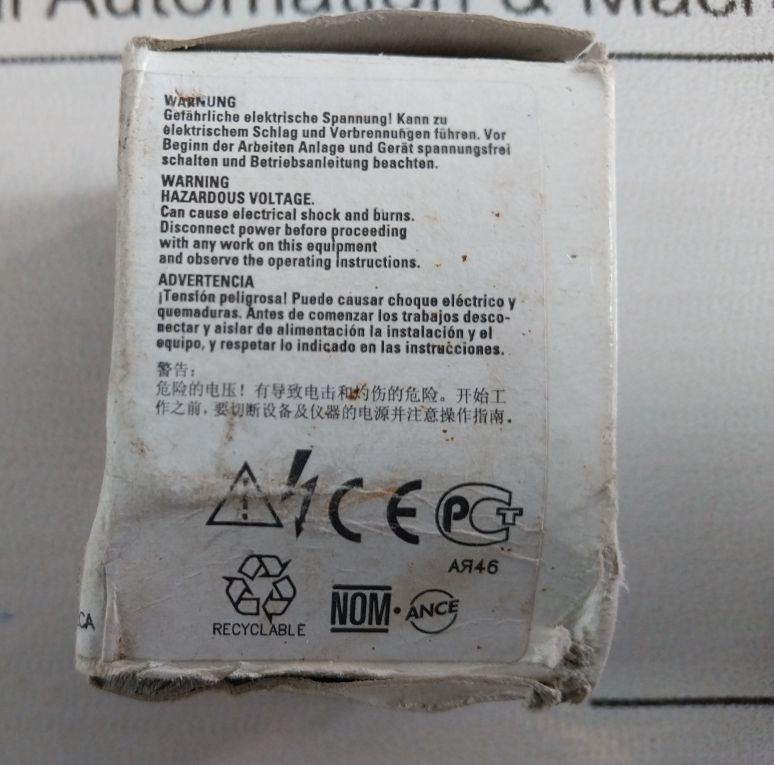 Automation & Mach
WARNUNG
Gefährliche elektrische Spannung! Kann zu
elektrischem Schlag und Verbrennungen führen. Vor
Beginn der Arbeiten Anlage und Gerät spannungsfrei
schalten und Betriebsanleitung beachten.
WARNING
HAZARDOUS VOLTAGE.
Can cause electrical shock and burns.
Disconnect power before proceeding
with any work on this equipment
and observe the operating instructions.
ADVERTENCIA
¡Tensión peligrosa! Puede causar choque eléctrico y
quemaduras. Antes de comenzar los trabajos desco-
nectar y aislar de alimentación la instalación y el
equipo, y respetar lo indicado en las instrucciones.
警告：
危险的电压！有导致电击和灼伤的危险。开始工
作之前，要切断设备及仪器的电源并注意操作指南。
CE PCT
АЯ46
RECYCLABLE
NOM·ANCE
CA